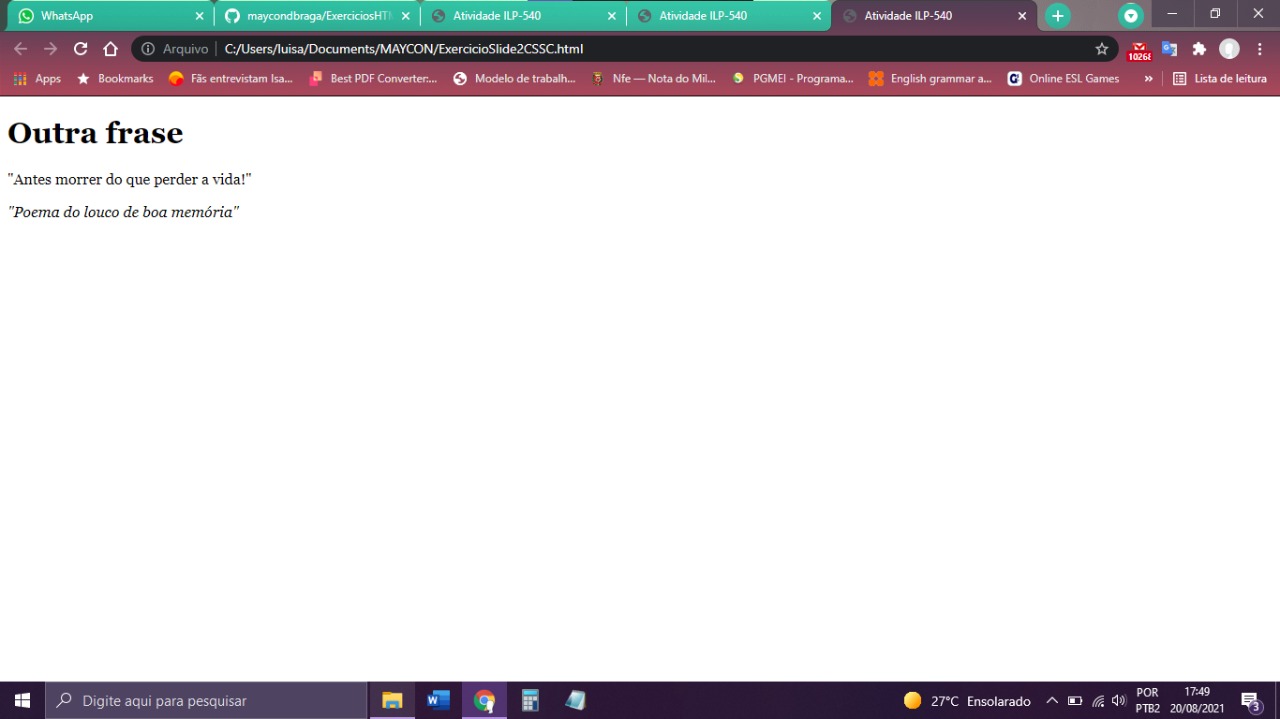 WhatsApp
maycondbraga/ExerciciosHTM
Atividade ILP-540
Atividade ILP-540
Atividade ILP-540
Arquivo
C:/Users/luisa/Documents/MAYCON/ExercicioSlide2CSSC.html
10268
Apps
Bookmarks
Fãs entrevistam Isa...
Best PDF Converter:...
Modelo de trabalh...
Nfe — Nota do Mil...
PGMEI - Programa...
English grammar a...
Online ESL Games
»
Lista de leitura
Outra frase
"Antes morrer do que perder a vida!"
"Poema do louco de boa memória"
Digite aqui para pesquisar
27°C Ensolarado
POR
PTB2
17:49
20/08/2021
3